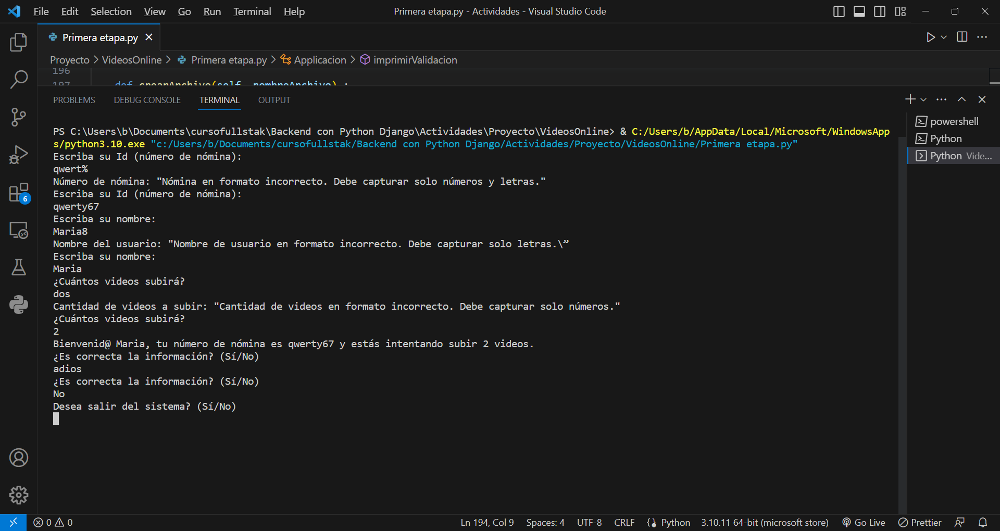 File Edit Selection View Go Run Terminal Help
Primera etapa.py - Actividades - Visual Studio Code
Primera etapa.py
Proyecto > VideosOnline > Primera etapa.py > Applicacion > imprimirValidacion
196
197 def crearArchivo(self, nombreArchivo) :
PROBLEMS DEBUG CONSOLE TERMINAL OUTPUT
PS C:\Users\b\Documents\cursofullstak\Backend con Python Django\Actividades\Proyecto\VideosOnline> & C:/Users/b/AppData/Local/Microsoft/WindowsApp
s/python3.10.exe "c:/Users/b/Documents/cursofullstak/Backend con Python Django/Actividades/Proyecto/VideosOnline/Primera etapa.py"
Escriba su Id (número de nómina):
qwert%
Número de nómina: "Nómina en formato incorrecto. Debe capturar solo números y letras."
Escriba su Id (número de nómina):
qwerty67
Escriba su nombre:
Maria8
Nombre del usuario: "Nombre de usuario en formato incorrecto. Debe capturar solo letras.\”
Escriba su nombre:
Maria
¿Cuántos videos subirá?
dos
Cantidad de videos a subir: "Cantidad de videos en formato incorrecto. Debe capturar solo números."
¿Cuántos videos subirá?
2
Bienvenid@ Maria, tu número de nómina es qwerty67 y estás intentando subir 2 videos.
¿Es correcta la información? (Sí/No)
adios
¿Es correcta la información? (Sí/No)
No
Desea salir del sistema? (Sí/No)
powershell
Python
Python Vide...
6
0 0
Ln 194, Col 9 Spaces: 4 UTF-8 CRLF Python 3.10.11 64-bit (microsoft store) Go Live Prettier